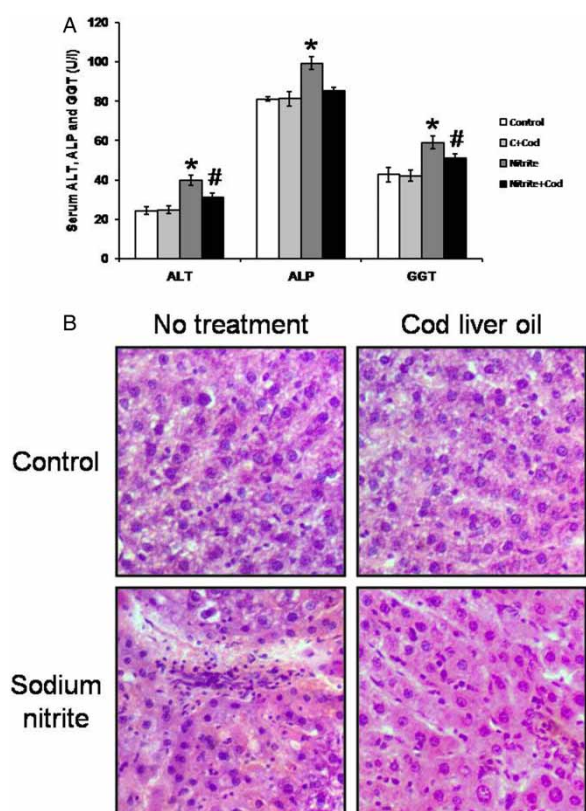 A
120
100
80
60
40
20
0
Serum ALT, ALP and GGT (U/l)
*
#
*
*
#
ALT
ALP
GGT
Control
C+Cod
Nitrite
Nitrite+Cod
B
No treatment
Cod liver oil
Control
Sodium
nitrite